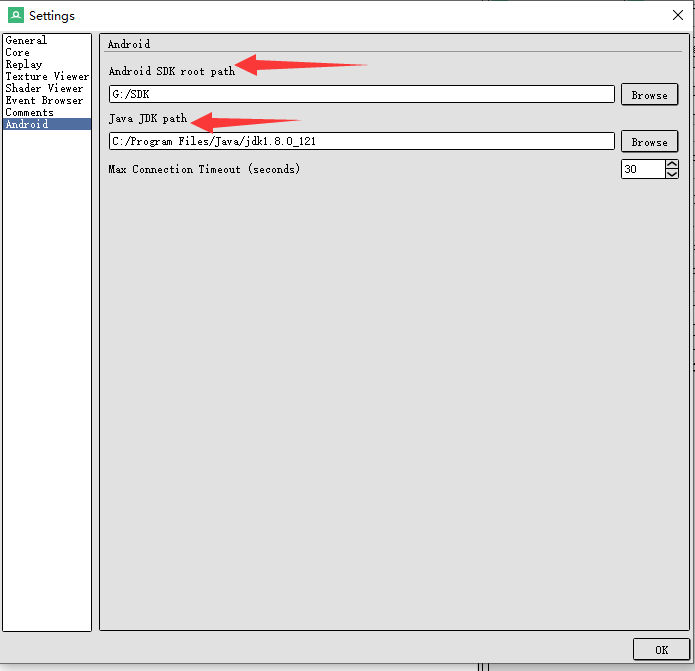 Settings
General
Core
Replay
Texture Viewer
Shader Viewer
Event Browser
Comments
Android
Android
Android SDK root path
G:/SDK
Browse
Java JDK path
C:/Program Files/Java/jdk1.8.0_121
Browse
Max Connection Timeout (seconds)
30
OK